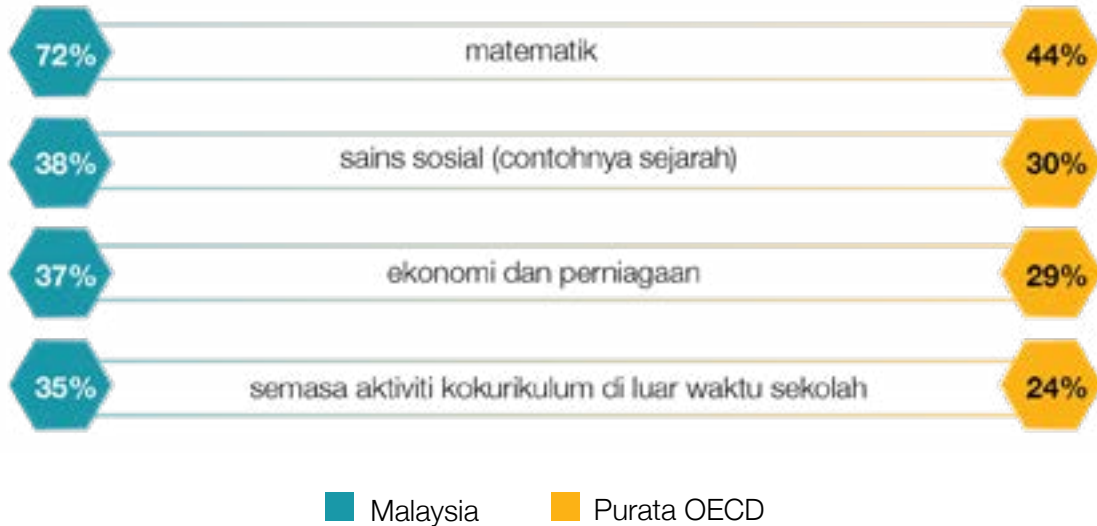 72% matematik 44%
38% sains sosial (contohnya sejarah) 30%
37% ekonomi dan perniagaan 29%
35% semasa aktiviti kokurikulum di luar waktu sekolah 24%
Malaysia Purata OECD